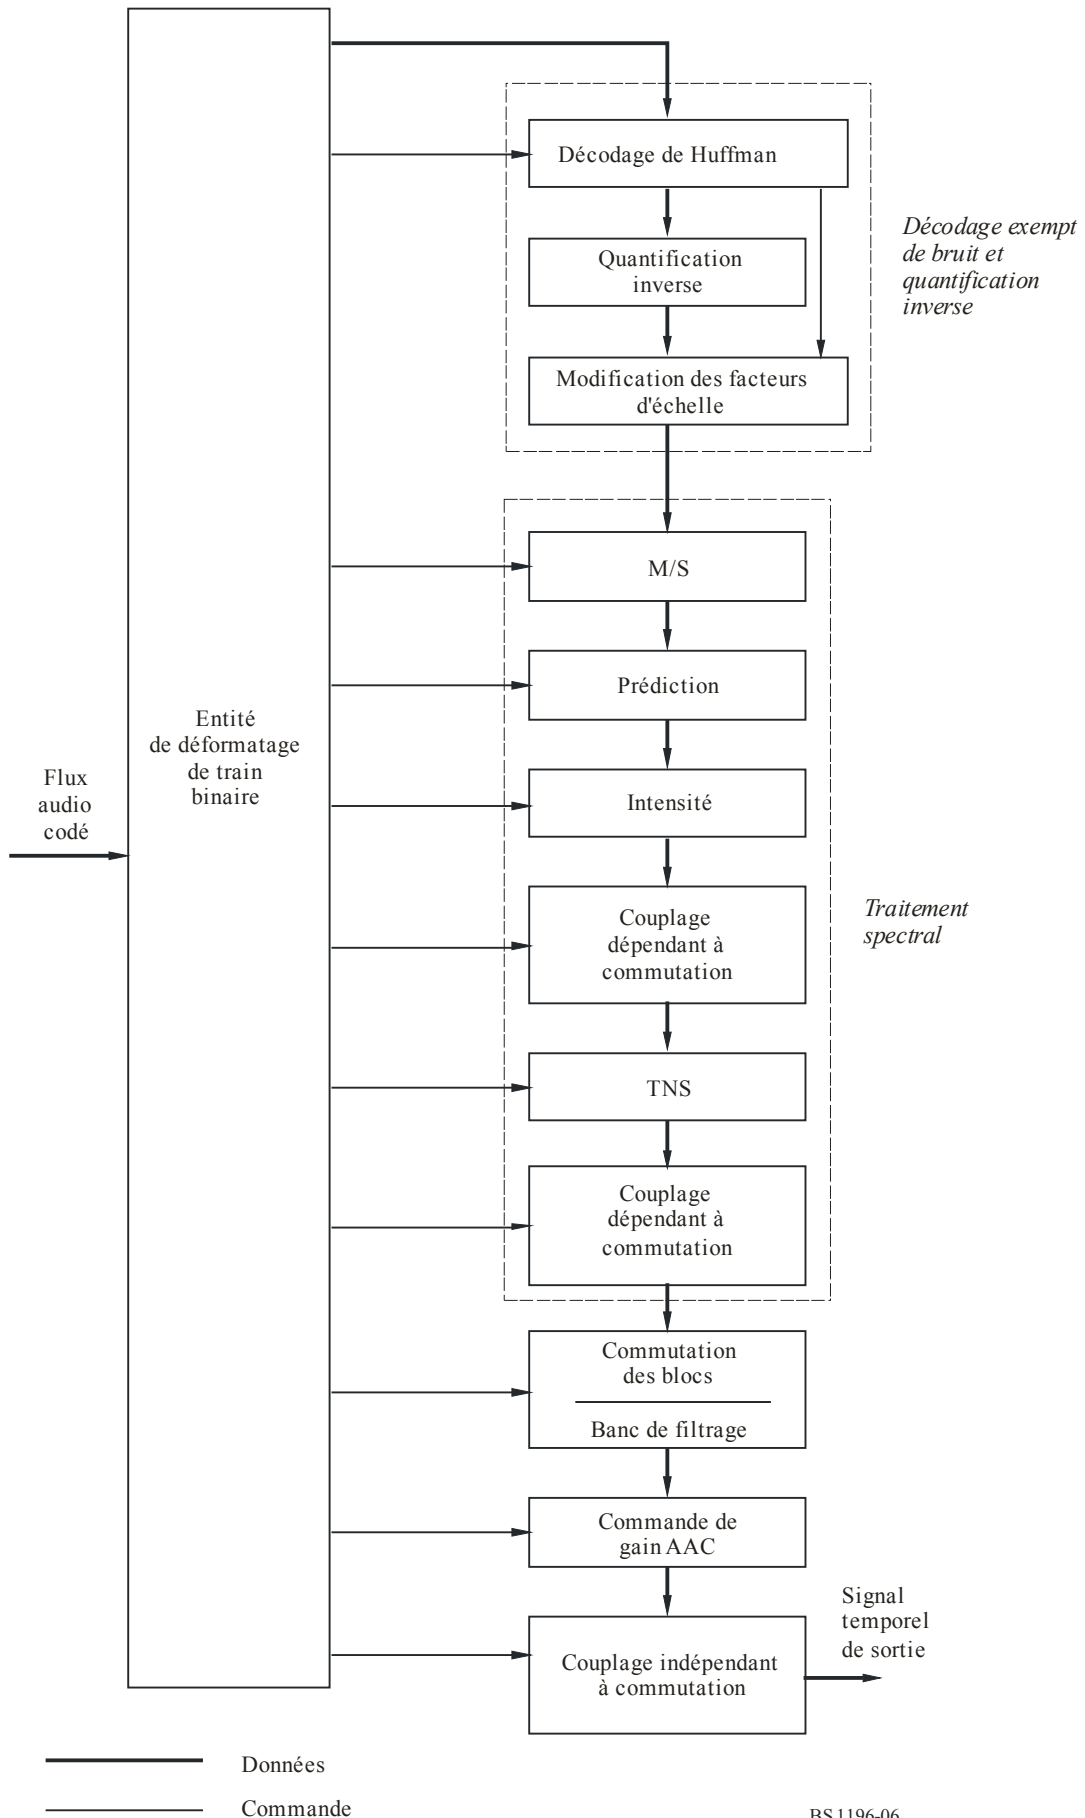 Décodage de Huffman
Quantification
inverse
Modification des facteurs
d'échelle
Décodage exempt
de bruit et
quantification
inverse
M/S
Prédiction
Intensité
Couplage
dépendant à
commutation
TNS
Couplage
dépendant à
commutation
Traitement
spectral
Entité
de déformatage
de train
binaire
Flux
audio
codé
Commutation
des blocs
Banc de filtrage
Commande de
gain AAC
Couplage indépendant
à commutation
Signal
temporel
de sortie
Données
Commande
BS.1196-06